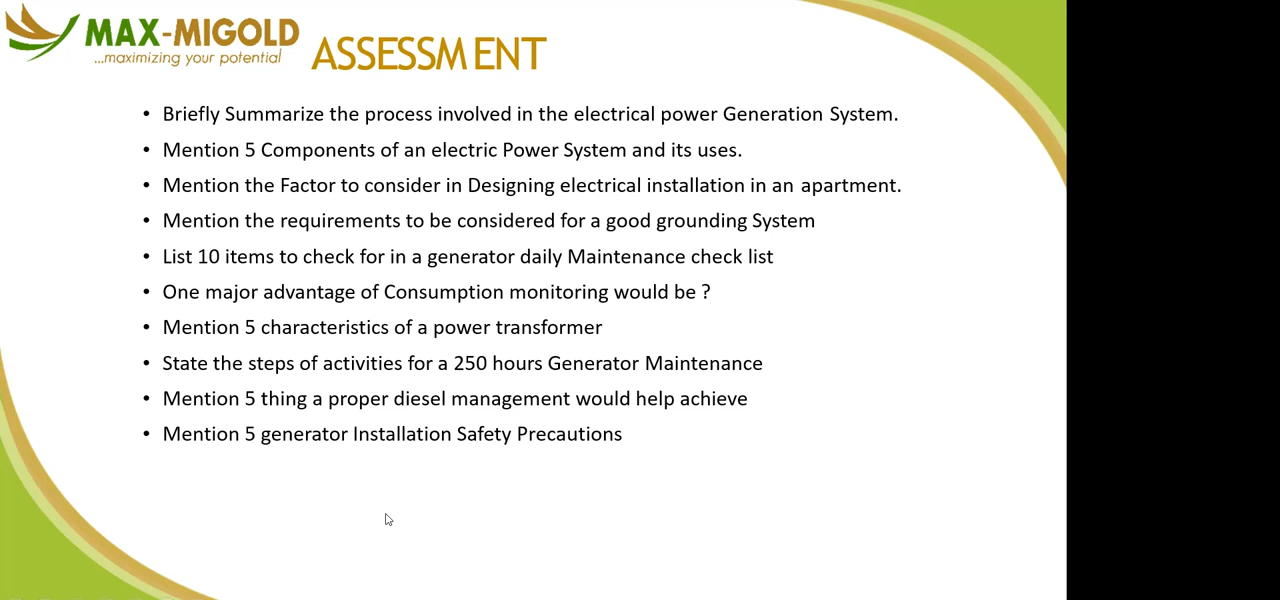 MAX-MIGOLD
...maximizing your potential
ASSESSMENT
• Briefly Summarize the process involved in the electrical power Generation System.
• Mention 5 Components of an electric Power System and its uses.
• Mention the Factor to consider in Designing electrical installation in an apartment.
• Mention the requirements to be considered for a good grounding System
• List 10 items to check for in a generator daily Maintenance check list
• One major advantage of Consumption monitoring would be ?
• Mention 5 characteristics of a power transformer
• State the steps of activities for a 250 hours Generator Maintenance
• Mention 5 thing a proper diesel management would help achieve
• Mention 5 generator Installation Safety Precautions